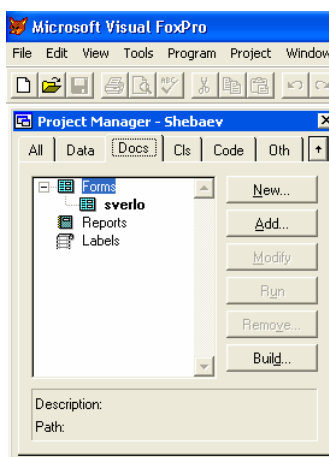 Microsoft Visual FoxPro
File Edit View Tools Program Project Window
Project Manager - Shebaev
All Data Docs Cls Code Oth
Forms New...
sverlo
Reports Add...
Labels Modify
Run
Remove...
Build...
Description:
Path: